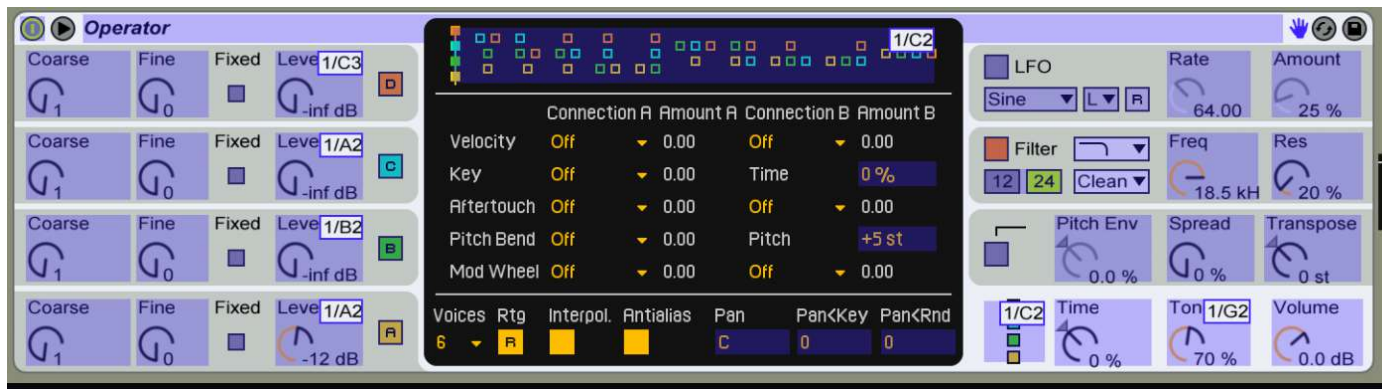 Operator
Coarse Fine Fixed Leve 1/C3
1 0 -inf dB D
Coarse Fine Fixed Leve 1/A2
1 0 -inf dB C
Coarse Fine Fixed Leve 1/B2
1 0 -inf dB B
Coarse Fine Fixed Leve 1/A2
1 0 -12 dB A
1/C2
Connection A Amount A Connection B Amount B
Velocity Off 0.00 Off 0.00
Key Off 0.00 Time 0 %
Aftertouch Off 0.00 Off 0.00
Pitch Bend Off 0.00 Pitch +5 st
Mod Wheel Off 0.00 Off 0.00
Voices Rtg Interpol. Antialias Pan Pan<Key Pan<Rnd
6 R C 0 0
LFO Rate Amount
Sine L R 64.00 25 %
Filter Freq Res
12 24 Clean 18.5 kH 20 %
Pitch Env Spread Transpose
0.0 % 0 % 0 st
1/C2 Time Ton 1/G2 Volume
0 % 70 % 0.0 dB